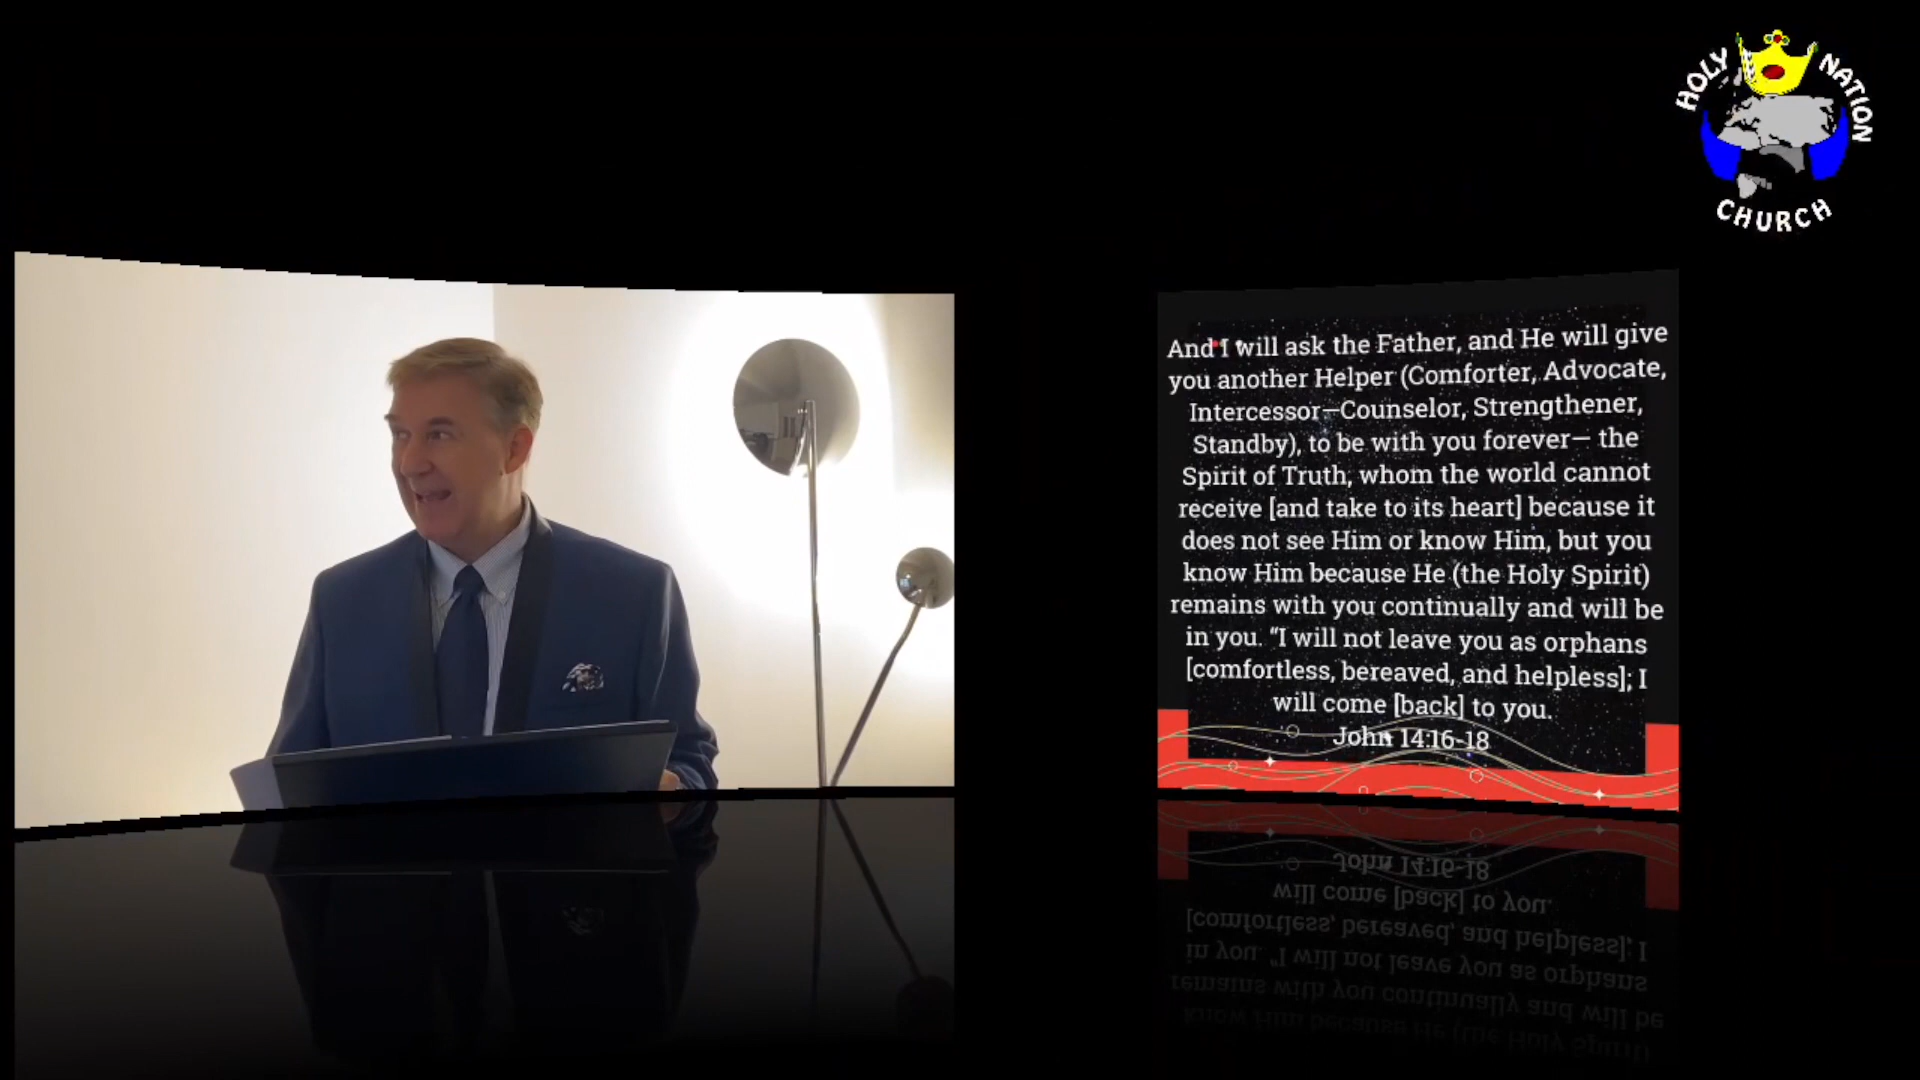 HOLY NATION
CHURCH
And I will ask the Father, and He will give
you another Helper (Comforter, Advocate,
Intercessor—Counselor, Strengthener,
Standby), to be with you forever— the
Spirit of Truth, whom the world cannot
receive [and take to its heart] because it
does not see Him or know Him, but you
know Him because He (the Holy Spirit)
remains with you continually and will be
in you. “I will not leave you as orphans
[comfortless, bereaved, and helpless]; I
will come [back] to you.
John 14:16-18